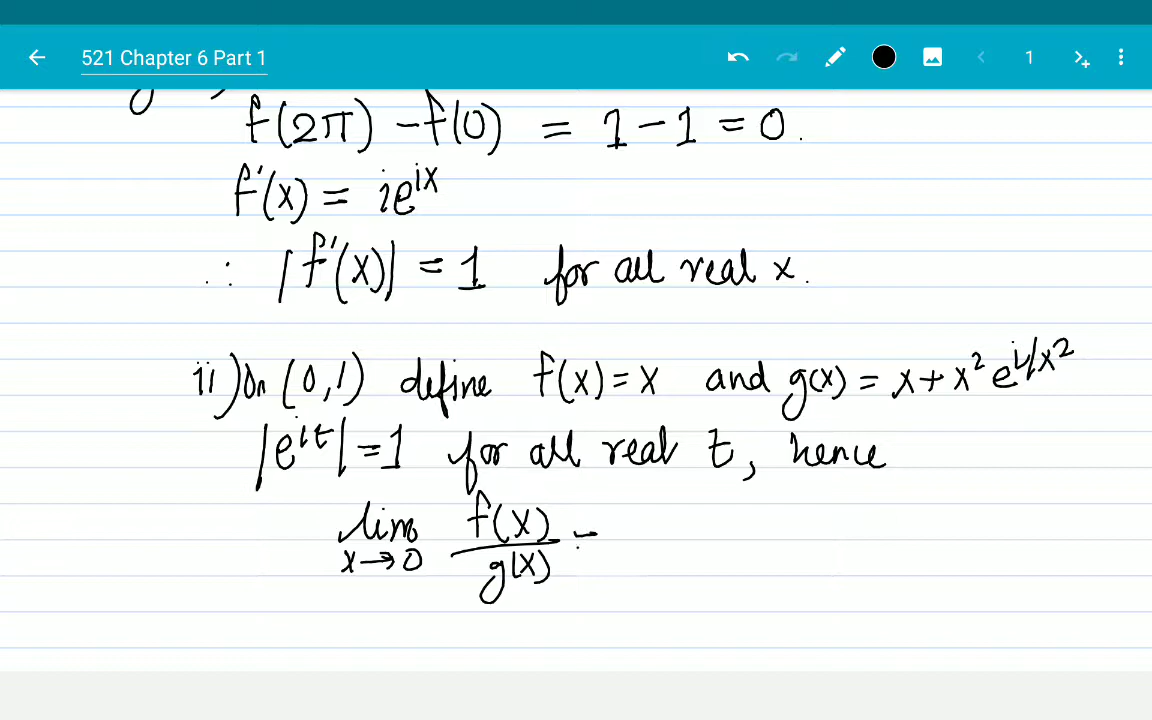 521 Chapter 6 Part 1
1
f(2π) - f(0) = 1 - 1 = 0.
f'(x) = ie^{ix}
∴ |f'(x)| = 1 for all real x.
ii) On (0,1) define f(x) = x and g(x) = x + x² e^{i/x²}
|e^{it}| = 1 for all real t, hence
lim_{x→0} f(x)/g(x) =